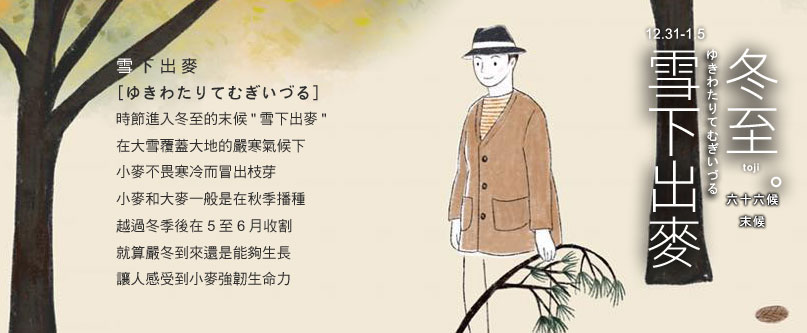 雪下出麥
[ゆきわたりてむぎいづる]
時節進入冬至的末候"雪下出麥"
在大雪覆蓋大地的嚴寒氣候下
小麥不畏寒冷而冒出枝芽
小麥和大麥一般是在秋季播種
越過冬季後在5至6月收割
就算嚴冬到來還是能夠生長
讓人感受到小麥強韌生命力
12.31-1.5
冬至。
toji
六十六候
末候
ゆきわたりてむぎいづる
雪下出麥